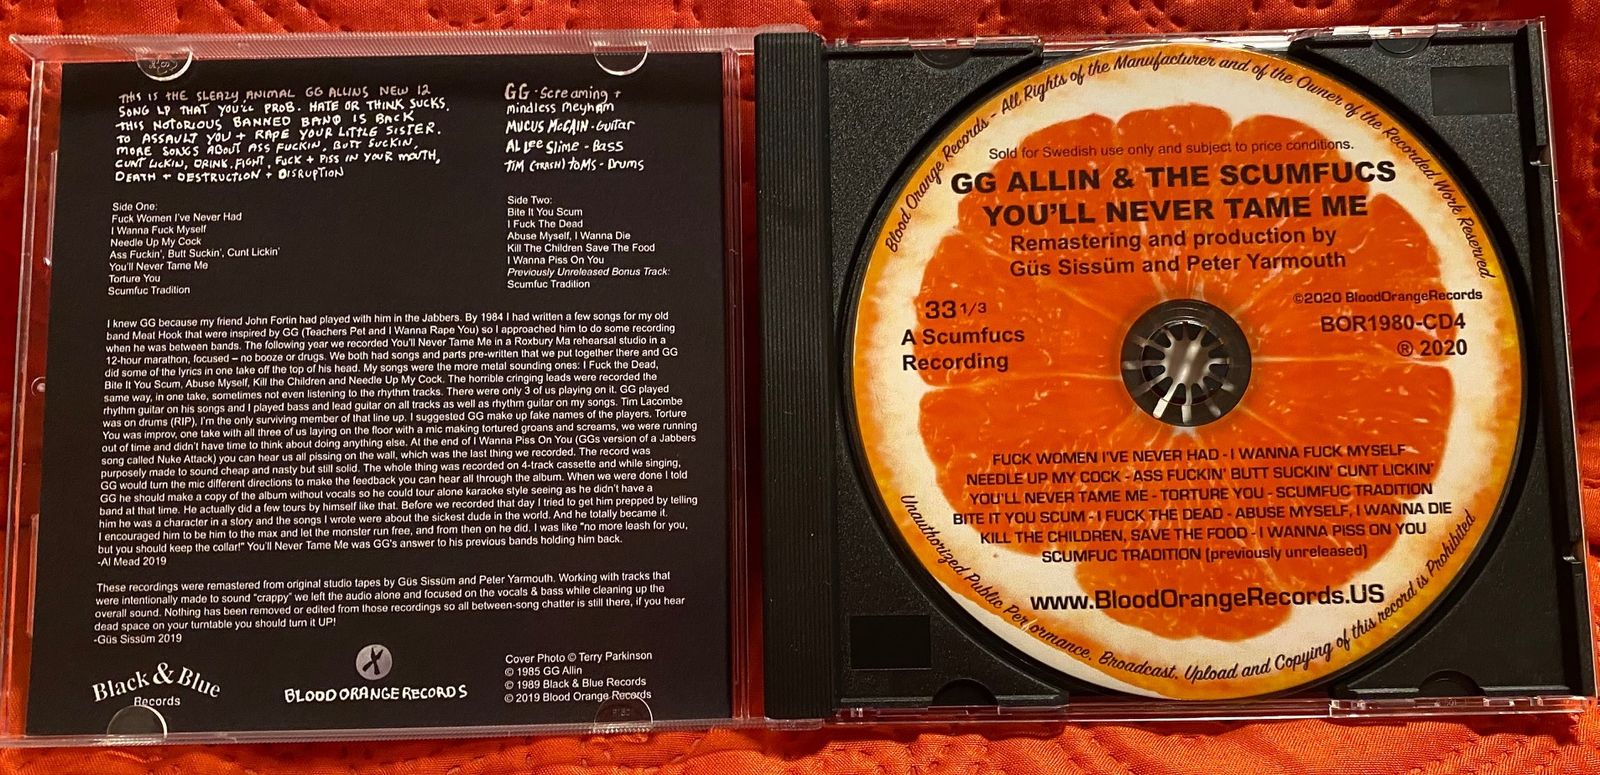 THIS IS THE SLEAZY ANIMAL GG ALLINS NEW 12
SONG LP THAT YOU'LL PROB. HATE OR THINK SUCKS.
THIS NOTORIOUS BANNED BAND IS BACK
TO ASSAULT YOU + RAPE YOUR LITTLE SISTER.
MORE SONGS ABOUT ASS FUCKIN, BUTT SUCKIN,
CUNT LICKIN, DRINK, FIGHT, FUCK + PISS IN YOUR MOUTH,
DEATH + DESTRUCTION + DISRUPTION
GG - Screaming +
mindless Meyham
MUCUS McCAIN - Guitar
AL Lee Slime - Bass
TIM (TRASH) toMS - Drums
Side One:
Fuck Women I've Never Had
I Wanna Fuck Myself
Needle Up My Cock
Ass Fuckin', Butt Suckin', Cunt Lickin'
You'll Never Tame Me
Torture You
Scumfuc Tradition
Side Two:
Bite It You Scum
I Fuck The Dead
Abuse Myself, I Wanna Die
Kill The Children Save The Food
I Wanna Piss On You
Previously Unreleased Bonus Track:
Scumfuc Tradition
I knew GG because my friend John Fortin had played with him in the Jabbers. By 1984 I had written a few songs for my old
band Meat Hook that were inspired by GG (Teachers Pet and I Wanna Rape You) so I approached him to do some recording
when he was between bands. The following year we recorded You'll Never Tame Me in a Roxbury Ma rehearsal studio in a
12-hour marathon, focused – no booze or drugs. We both had songs and parts pre-written that we put together there and GG
did some of the lyrics in one take off the top of his head. My songs were the more metal sounding ones: I Fuck the Dead,
Bite It You Scum, Abuse Myself, Kill the Children and Needle Up My Cock. The horrible cringing leads were recorded the
same way, in one take, sometimes not even listening to the rhythm tracks. There were only 3 of us playing on it. GG played
rhythm guitar on his songs and I played bass and lead guitar on all tracks as well as rhythm guitar on my songs. Tim Lacombe
was on drums (RIP), I'm the only surviving member of that line up. I suggested GG make up fake names of the players. Torture
You was improv, one take with all three of us laying on the floor with a mic making tortured groans and screams, we were running
out of time and didn't have time to think about doing anything else. At the end of I Wanna Piss On You (GGs version of a Jabbers
song called Nuke Attack) you can hear us all pissing on the wall, which was the last thing we recorded. The record was
purposely made to sound cheap and nasty but still solid. The whole thing was recorded on 4-track cassette and while singing,
GG would turn the mic different directions to make the feedback you can hear all through the album. When we were done I told
GG he should make a copy of the album without vocals so he could tour alone karaoke style seeing as he didn't have a
band at that time. He actually did a few tours by himself like that. Before we recorded that day I tried to get him prepped by telling
him he was a character in a story and the songs I wrote were about the sickest dude in the world. And he totally became it.
I encouraged him to be him to the max and let the monster run free, and from then on he did. I was like "no more leash for you,
but you should keep the collar!" You'll Never Tame Me was GG's answer to his previous bands holding him back.
-Al Mead 2019
These recordings were remastered from original studio tapes by Güs Sissüm and Peter Yarmouth. Working with tracks that
were intentionally made to sound "crappy" we left the audio alone and focused on the vocals & bass while cleaning up the
overall sound. Nothing has been removed or edited from those recordings so all between-song chatter is still there, if you hear
dead space on your turntable you should turn it UP!
-Güs Sissüm 2019
Black & Blue
Records
X
BLOOD ORANGE RECORDS
Cover Photo © Terry Parkinson
© 1985 GG Allin
© 1989 Black & Blue Records
© 2019 Blood Orange Records
Blood Orange Records - All Rights of the Manufacturer and of the Owner of the Recorded Work Reserved
Sold for Swedish use only and subject to price conditions.
GG ALLIN & THE SCUMFUCS
YOU'LL NEVER TAME ME
Remastering and production by
Güs Sissüm and Peter Yarmouth
33 1/3
A Scumfucs
Recording
©2020 BloodOrangeRecords
BOR1980-CD4
® 2020
FUCK WOMEN I'VE NEVER HAD - I WANNA FUCK MYSELF
NEEDLE UP MY COCK - ASS FUCKIN' BUTT SUCKIN' CUNT LICKIN'
YOU'LL NEVER TAME ME - TORTURE YOU - SCUMFUC TRADITION
BITE IT YOU SCUM - I FUCK THE DEAD - ABUSE MYSELF, I WANNA DIE
KILL THE CHILDREN, SAVE THE FOOD - I WANNA PISS ON YOU
SCUMFUC TRADITION (previously unreleased)
www.BloodOrangeRecords.US
Unauthorized Public Performance, Broadcast, Upload and Copying of this record is Prohibited